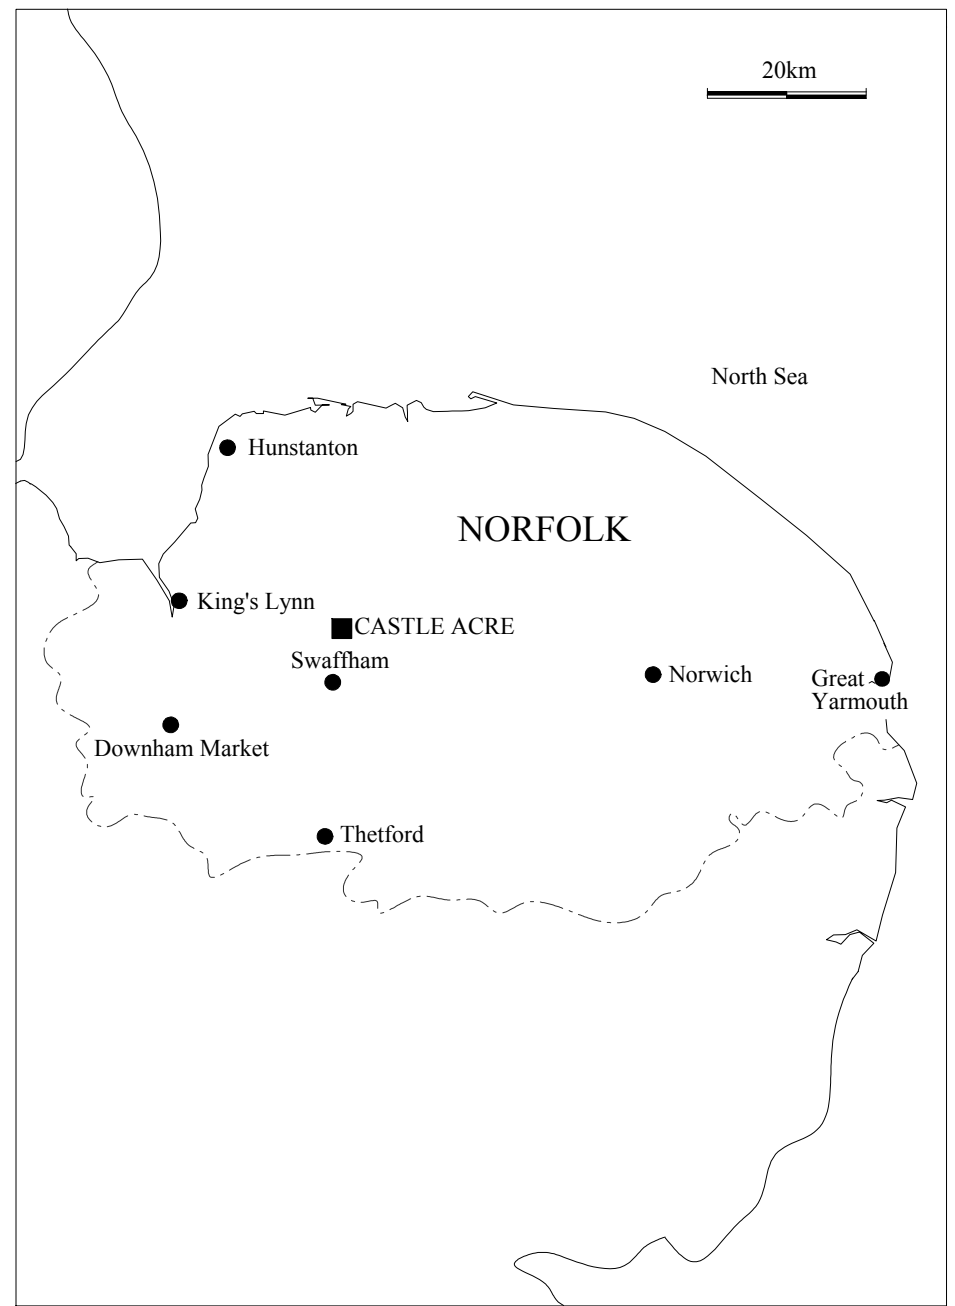 20km
North Sea
Hunstanton
NORFOLK
King's Lynn
CASTLE ACRE
Swaffham
Norwich
Great
Yarmouth
Downham Market
Thetford